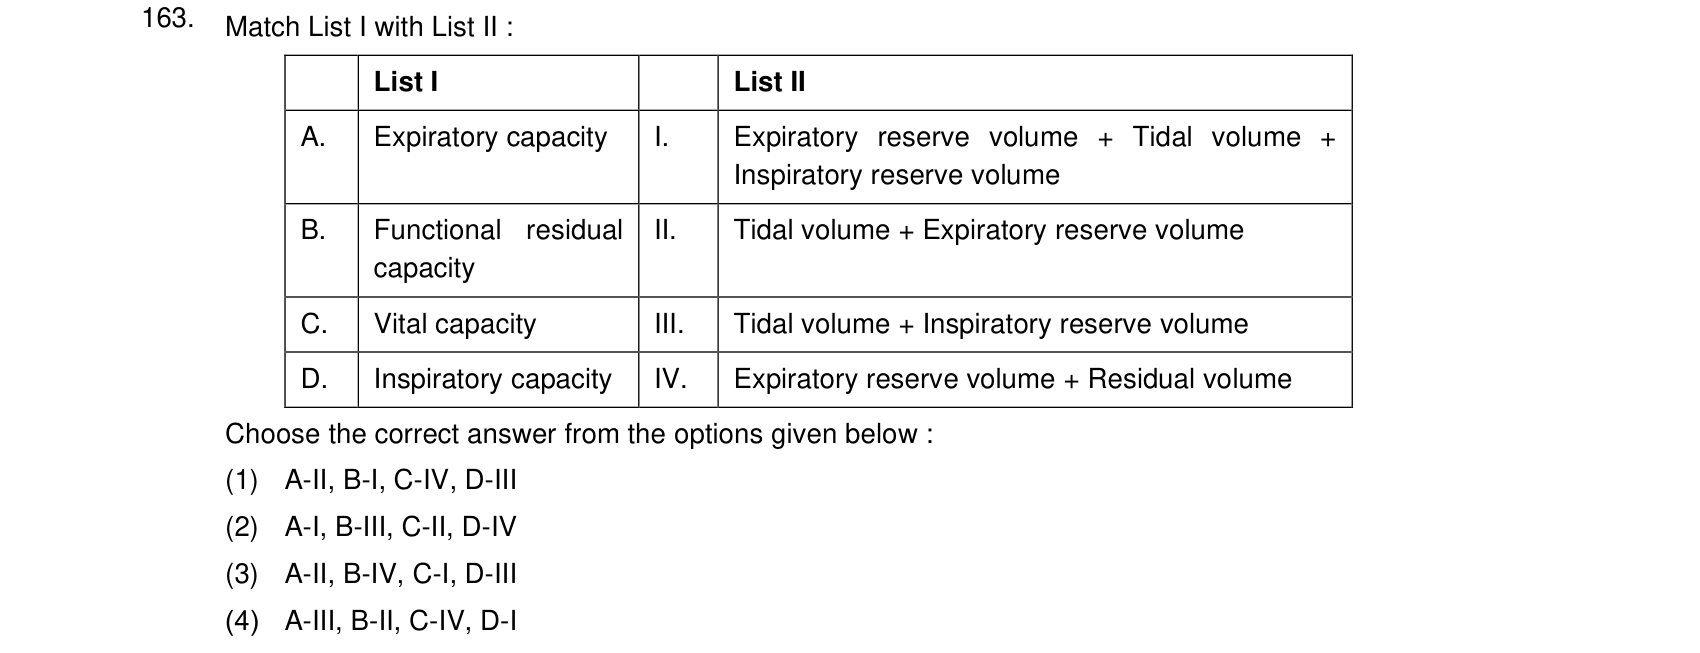 163. Match List I with List II :
List I List II
A. Expiratory capacity I. Expiratory reserve volume + Tidal volume +
Inspiratory reserve volume
B. Functional residual II. Tidal volume + Expiratory reserve volume
capacity
C. Vital capacity III. Tidal volume + Inspiratory reserve volume
D. Inspiratory capacity IV. Expiratory reserve volume + Residual volume
Choose the correct answer from the options given below :
(1) A-II, B-I, C-IV, D-III
(2) A-I, B-III, C-II, D-IV
(3) A-II, B-IV, C-I, D-III
(4) A-III, B-II, C-IV, D-I